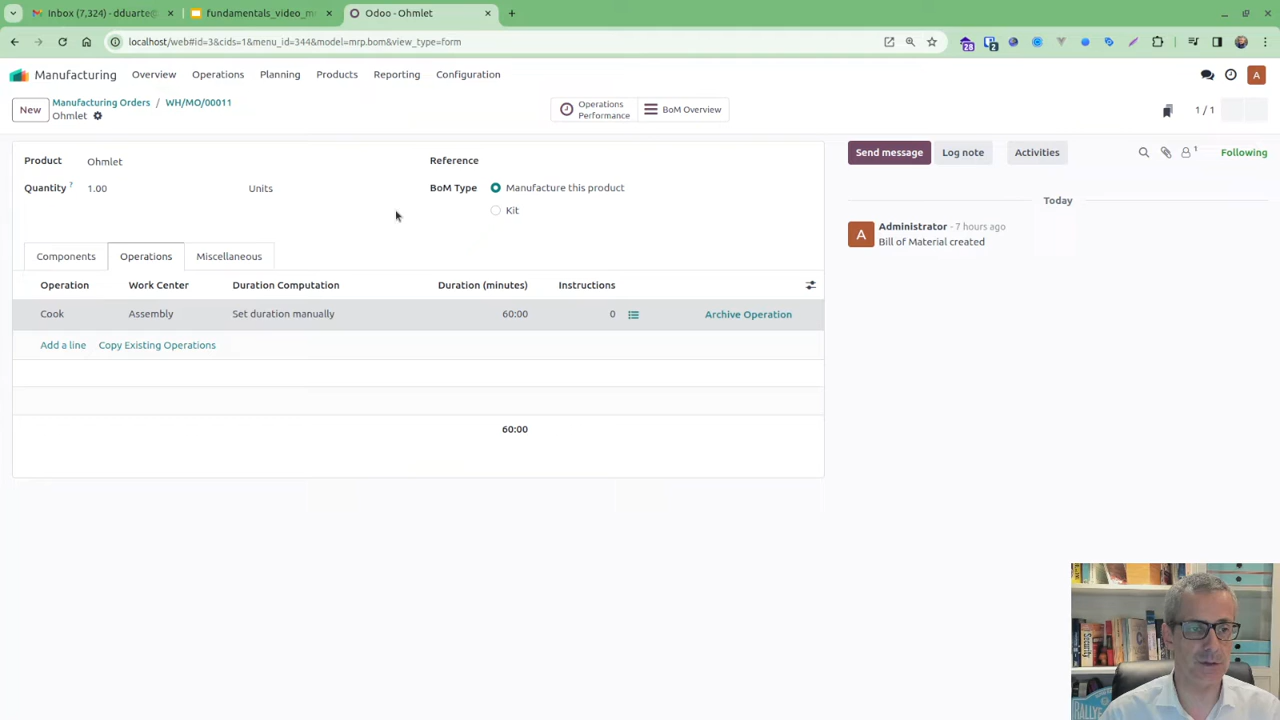 Inbox (7,324) - dduarte@
fundamentals_video_m
Odoo - Ohmlet
localhost/web#id=3&cids=1&menu_id=344&model=mrp.bom&view_type=form
Manufacturing Overview Operations Planning Products Reporting Configuration
A
New
Manufacturing Orders / WH/MO/00011
Ohmlet
Operations Performance
BoM Overview
1 / 1
Product Ohmlet
Reference
Quantity ? 1.00 Units
BoM Type Manufacture this product
Kit
Send message Log note Activities 1 Following
Today
A Administrator - 7 hours ago
Bill of Material created
Components Operations Miscellaneous
Operation Work Center Duration Computation Duration (minutes) Instructions
Cook Assembly Set duration manually 60:00 0 Archive Operation
Add a line Copy Existing Operations
60:00
Security
RALLYE